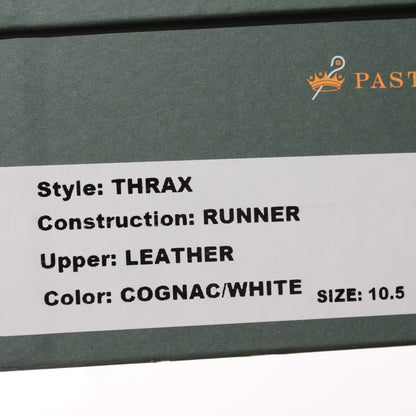 PAST
Style: THRAX
Construction: RUNNER
Upper: LEATHER
Color: COGNAC/WHITE SIZE: 10.5